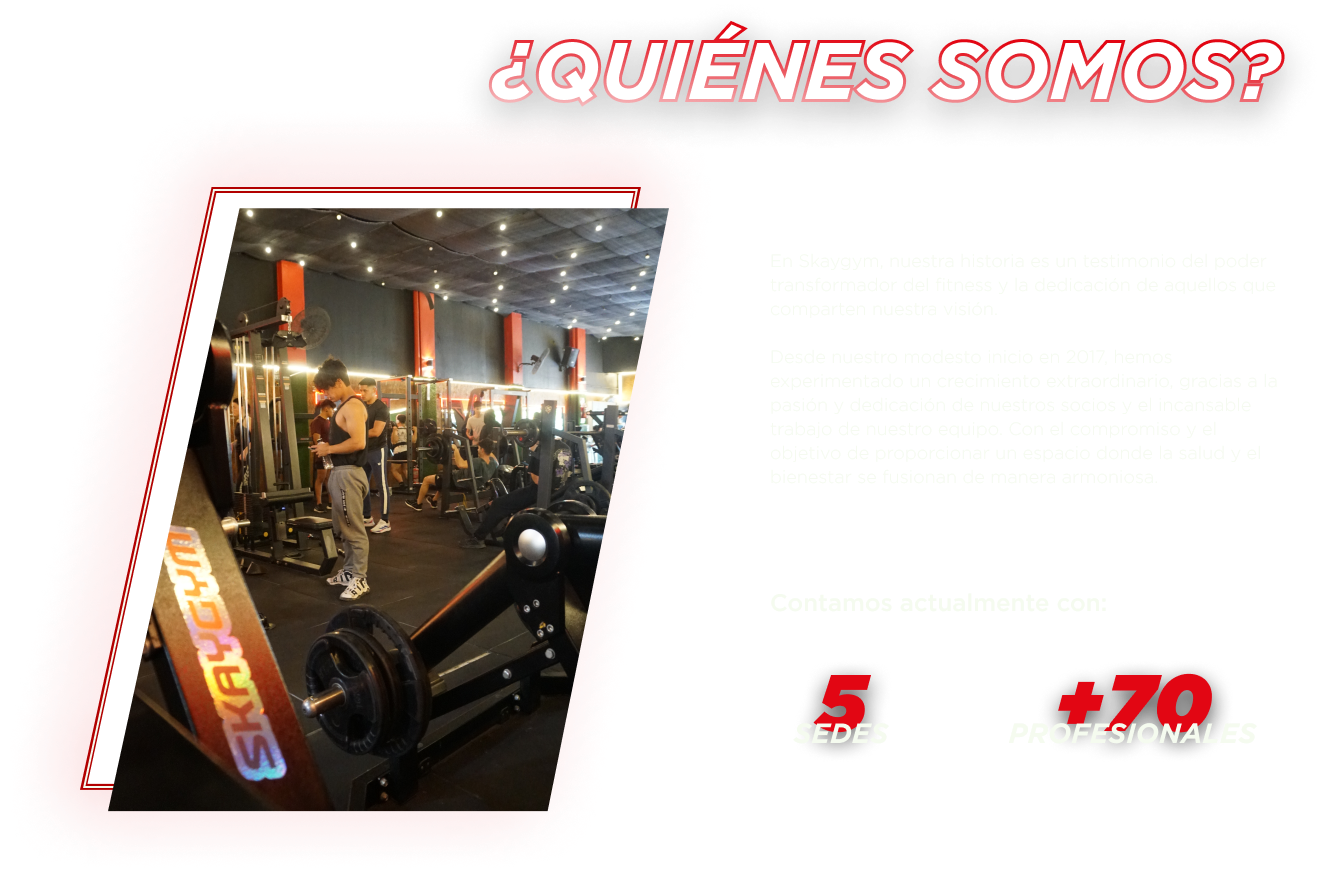 ¿QUIÉNES SOMOS?
En Skaygym, nuestra historia es un testimonio del poder
transformador del fitness y la dedicación de aquellos que
comparten nuestra visión.
Desde nuestro modesto inicio en 2017, hemos
experimentado un crecimiento extraordinario, gracias a la
pasión y dedicación de nuestros socios y el incansable
trabajo de nuestro equipo. Con el compromiso y el
objetivo de proporcionar un espacio donde la salud y el
bienestar se fusionan de manera armoniosa.
SKAYGYM
Contamos actualmente con:
5
SEDES
+70
PROFESIONALES